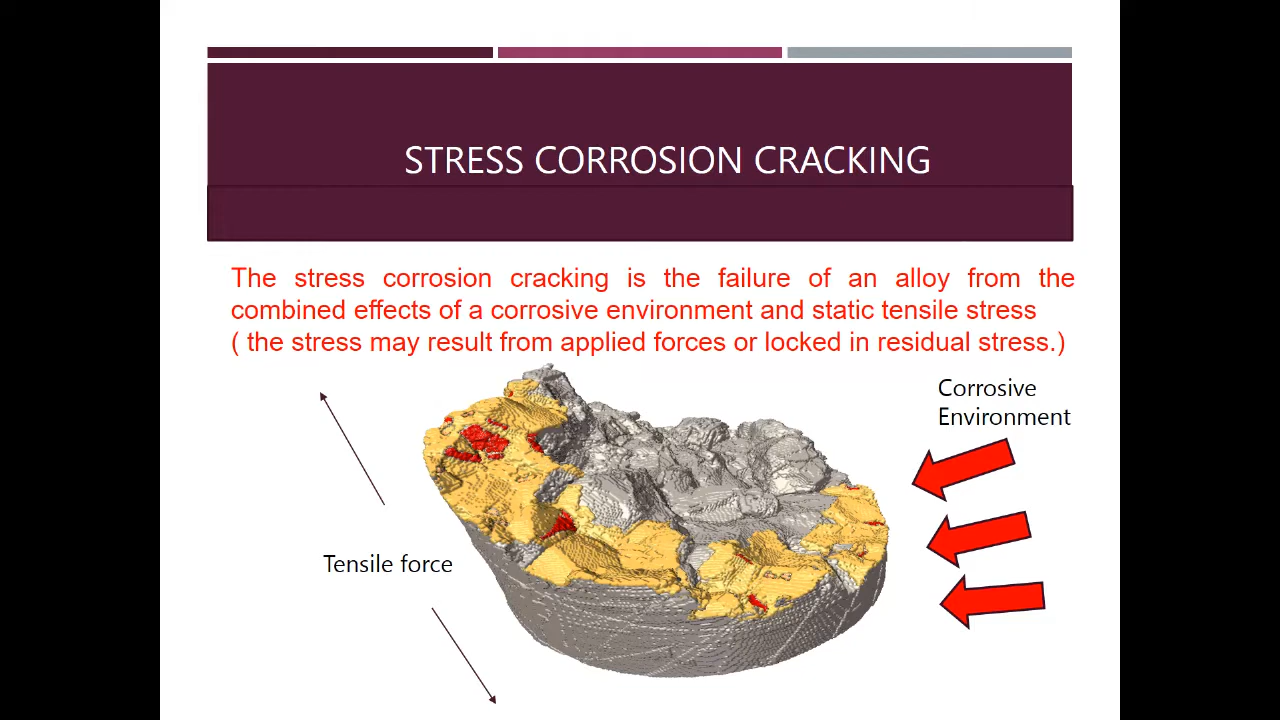 STRESS CORROSION CRACKING
The stress corrosion cracking is the failure of an alloy from the
combined effects of a corrosive environment and static tensile stress
( the stress may result from applied forces or locked in residual stress.)
Corrosive
Environment
Tensile force